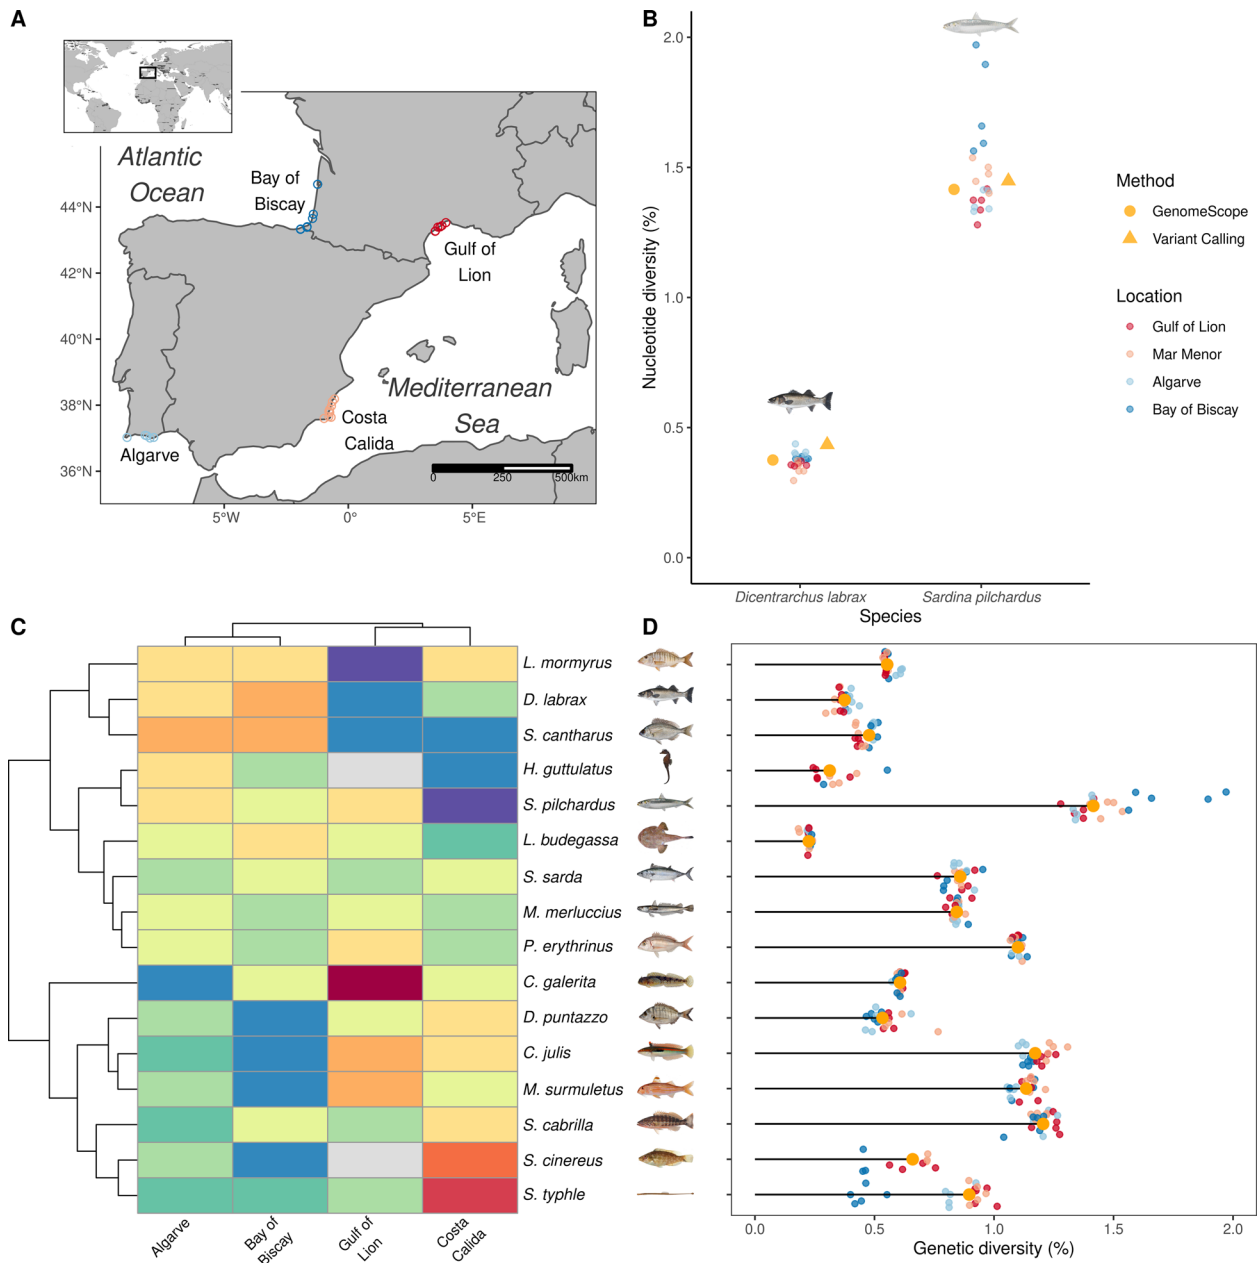 A
Atlantic
Ocean
Bay of
Biscay
Gulf of
Lion
Mediterranean
Sea
Costa
Calida
Algarve
44°N
42°N
40°N
38°N
36°N
5°W
0°
5°E
0
250
500km
B
Nucleotide diversity (%)
2.0
1.5
1.0
0.5
0.0
Dicentrarchus labrax
Sardina pilchardus
Species
Method
GenomeScope
Variant Calling
Location
Gulf of Lion
Mar Menor
Algarve
Bay of Biscay
C
L. mormyrus
D. labrax
S. cantharus
H. guttulatus
S. pilchardus
L. budegassa
S. sarda
M. merluccius
P. erythrinus
C. galerita
D. puntazzo
C. julis
M. surmuletus
S. cabrilla
S. cinereus
S. typhle
Algarve
Bay of
Biscay
Gulf of
Lion
Costa
Calida
D
0.0
0.5
1.0
1.5
2.0
Genetic diversity (%)